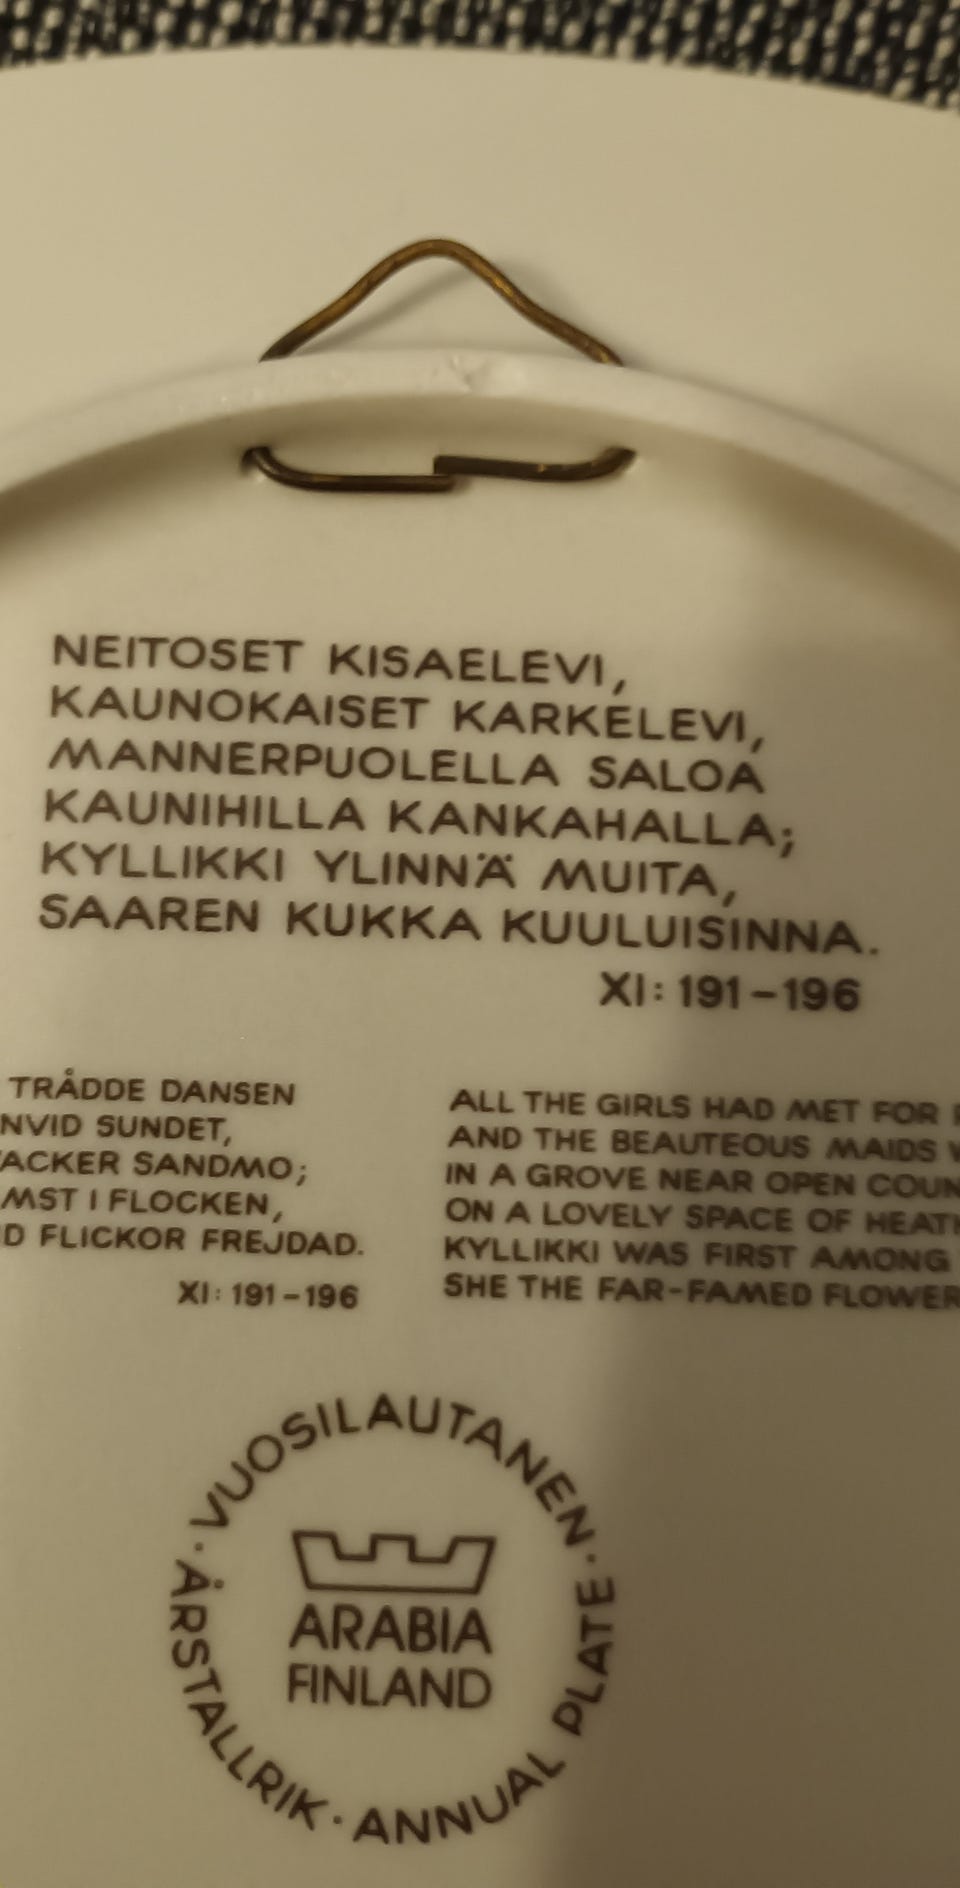 NEITOSET KISAELEVI,
KAUNOKAISET KARKELEVI,
MANNERPUOLELLA SALOA
KAUNIHILLA KANKAHALLA;
KYLLIKKI YLINNÄ MUITA,
SAAREN KUKKA KUULUISINNA.
XI: 191-196
TRÅDDE DANSEN
SUNDET,
SANDMO;
I FLOCKEN,
FLICKOR FREJDAD.
XI: 191-196
ALL THE GIRLS HAD MET FOR
AND THE BEAUTEOUS MAIDS
IN A GROVE NEAR OPEN
ON A LOVELY SPACE OF
KYLLIKKI WAS FIRST AMONG
SHE THE FAR-FAMED FLOWER
· VUOSILAUTANEN · ANNUAL PLATE · ÅRSTALLRIK
ARABIA
FINLAND